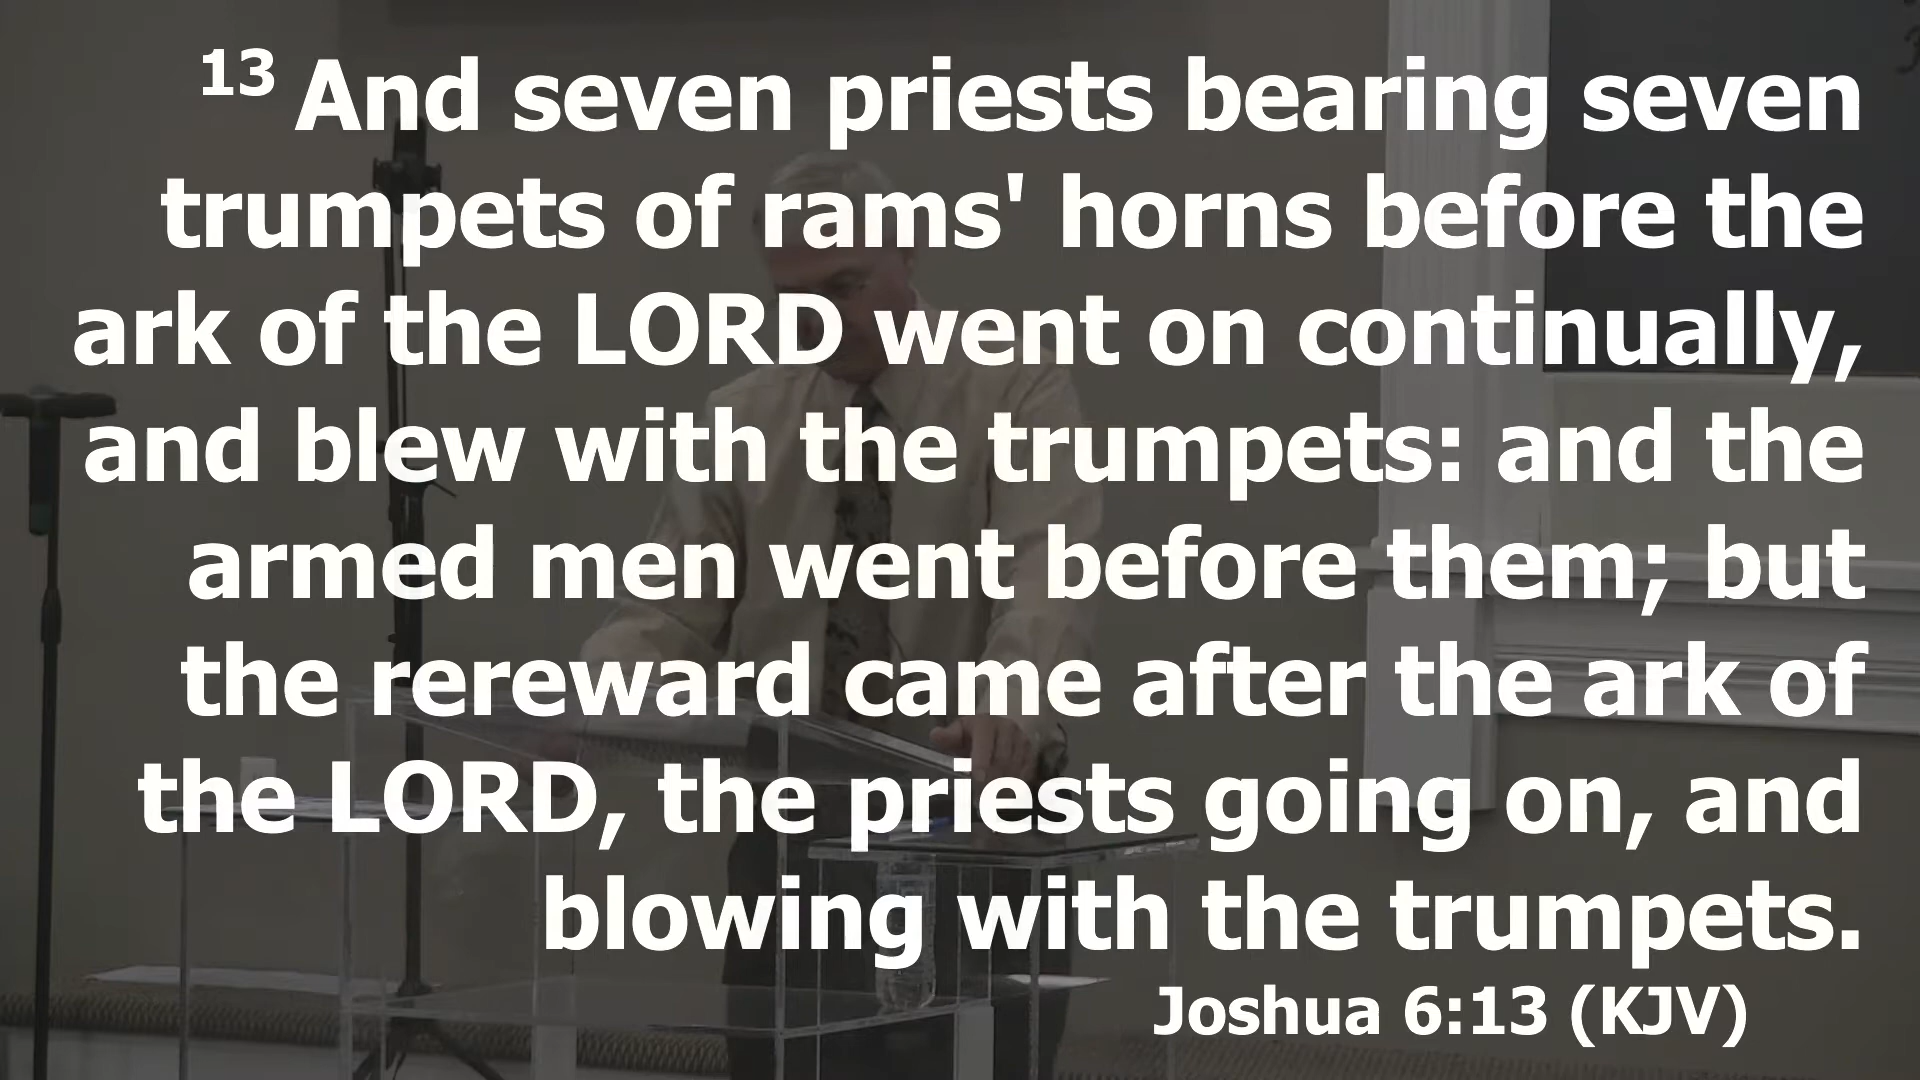 13 And seven priests bearing seven
trumpets of rams' horns before the
ark of the LORD went on continually,
and blew with the trumpets: and the
armed men went before them; but
the rereward came after the ark of
the LORD, the priests going on, and
blowing with the trumpets.
Joshua 6:13 (KJV)